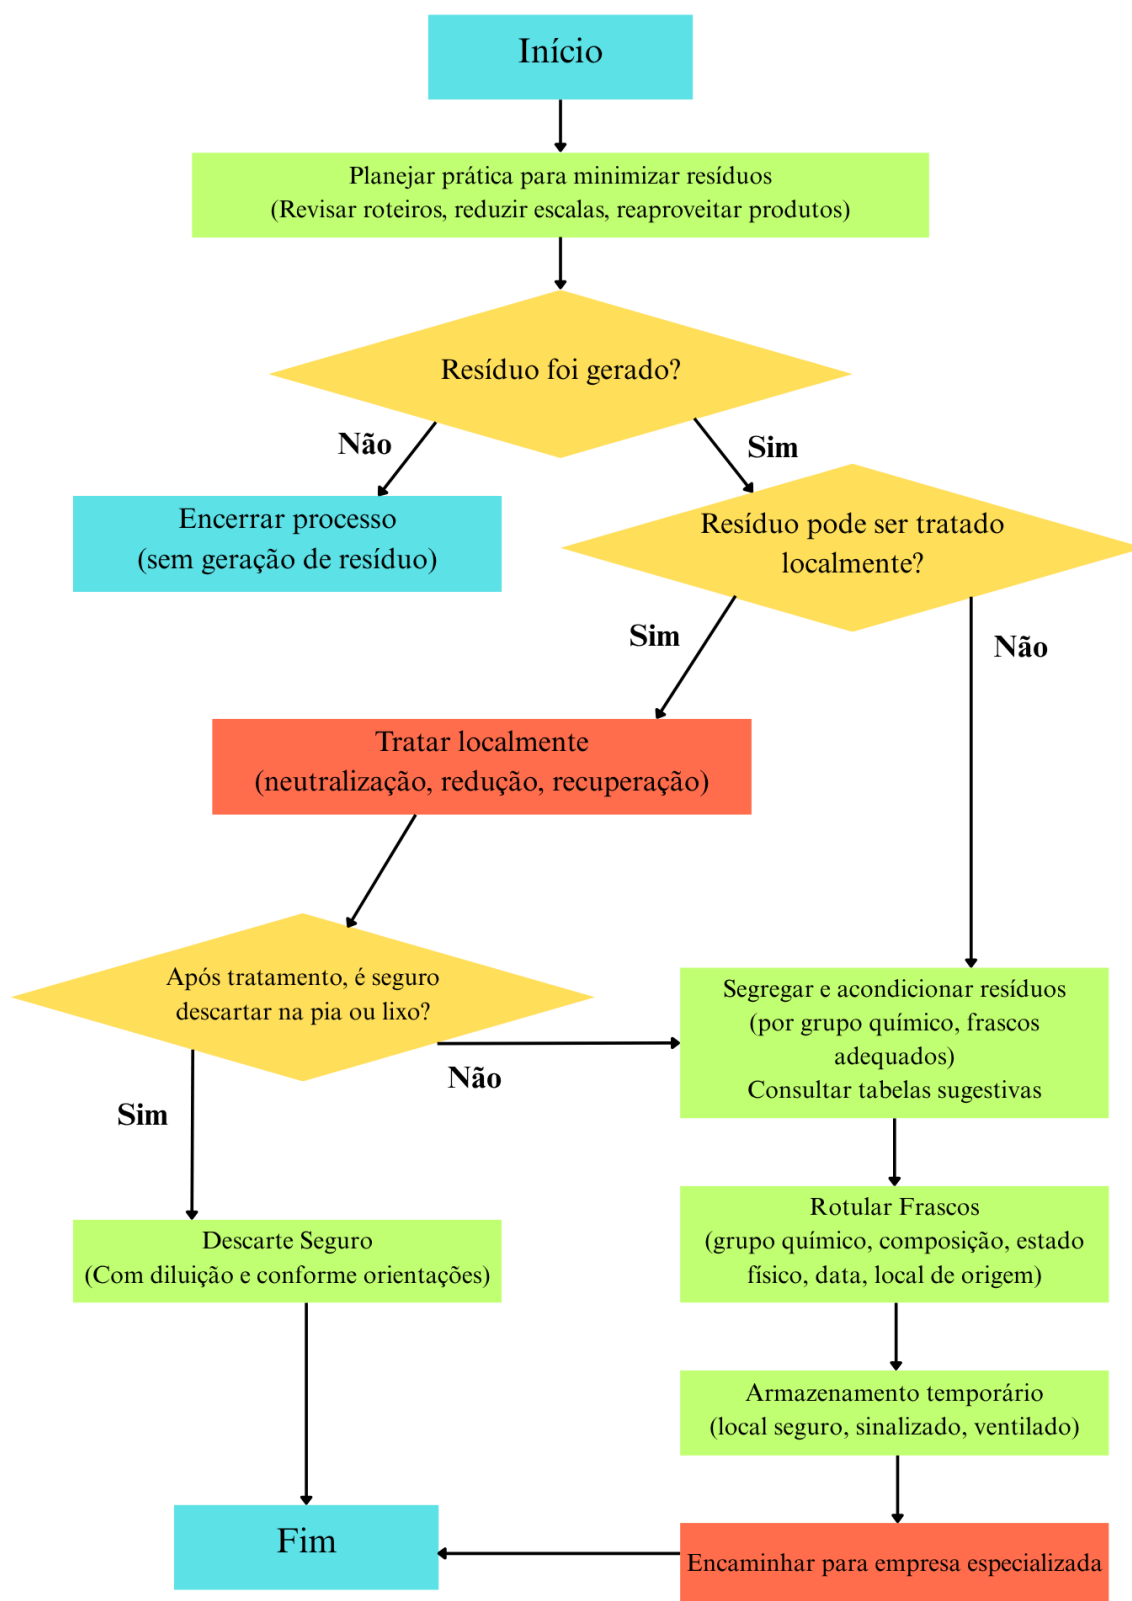 Início
Planejar prática para minimizar resíduos
(Revisar roteiros, reduzir escalas, reaproveitar produtos)
Resíduo foi gerado?
Não
Sim
Encerrar processo
(sem geração de resíduo)
Resíduo pode ser tratado
localmente?
Sim
Não
Tratar localmente
(neutralização, redução, recuperação)
Após tratamento, é seguro
descartar na pia ou lixo?
Não
Sim
Segregar e acondicionar resíduos
(por grupo químico, frascos
adequados)
Consultar tabelas sugestivas
Descarte Seguro
(Com diluição e conforme orientações)
Rotular Frascos
(grupo químico, composição, estado
físico, data, local de origem)
Armazenamento temporário
(local seguro, sinalizado, ventilado)
Encaminhar para empresa especializada
Fim